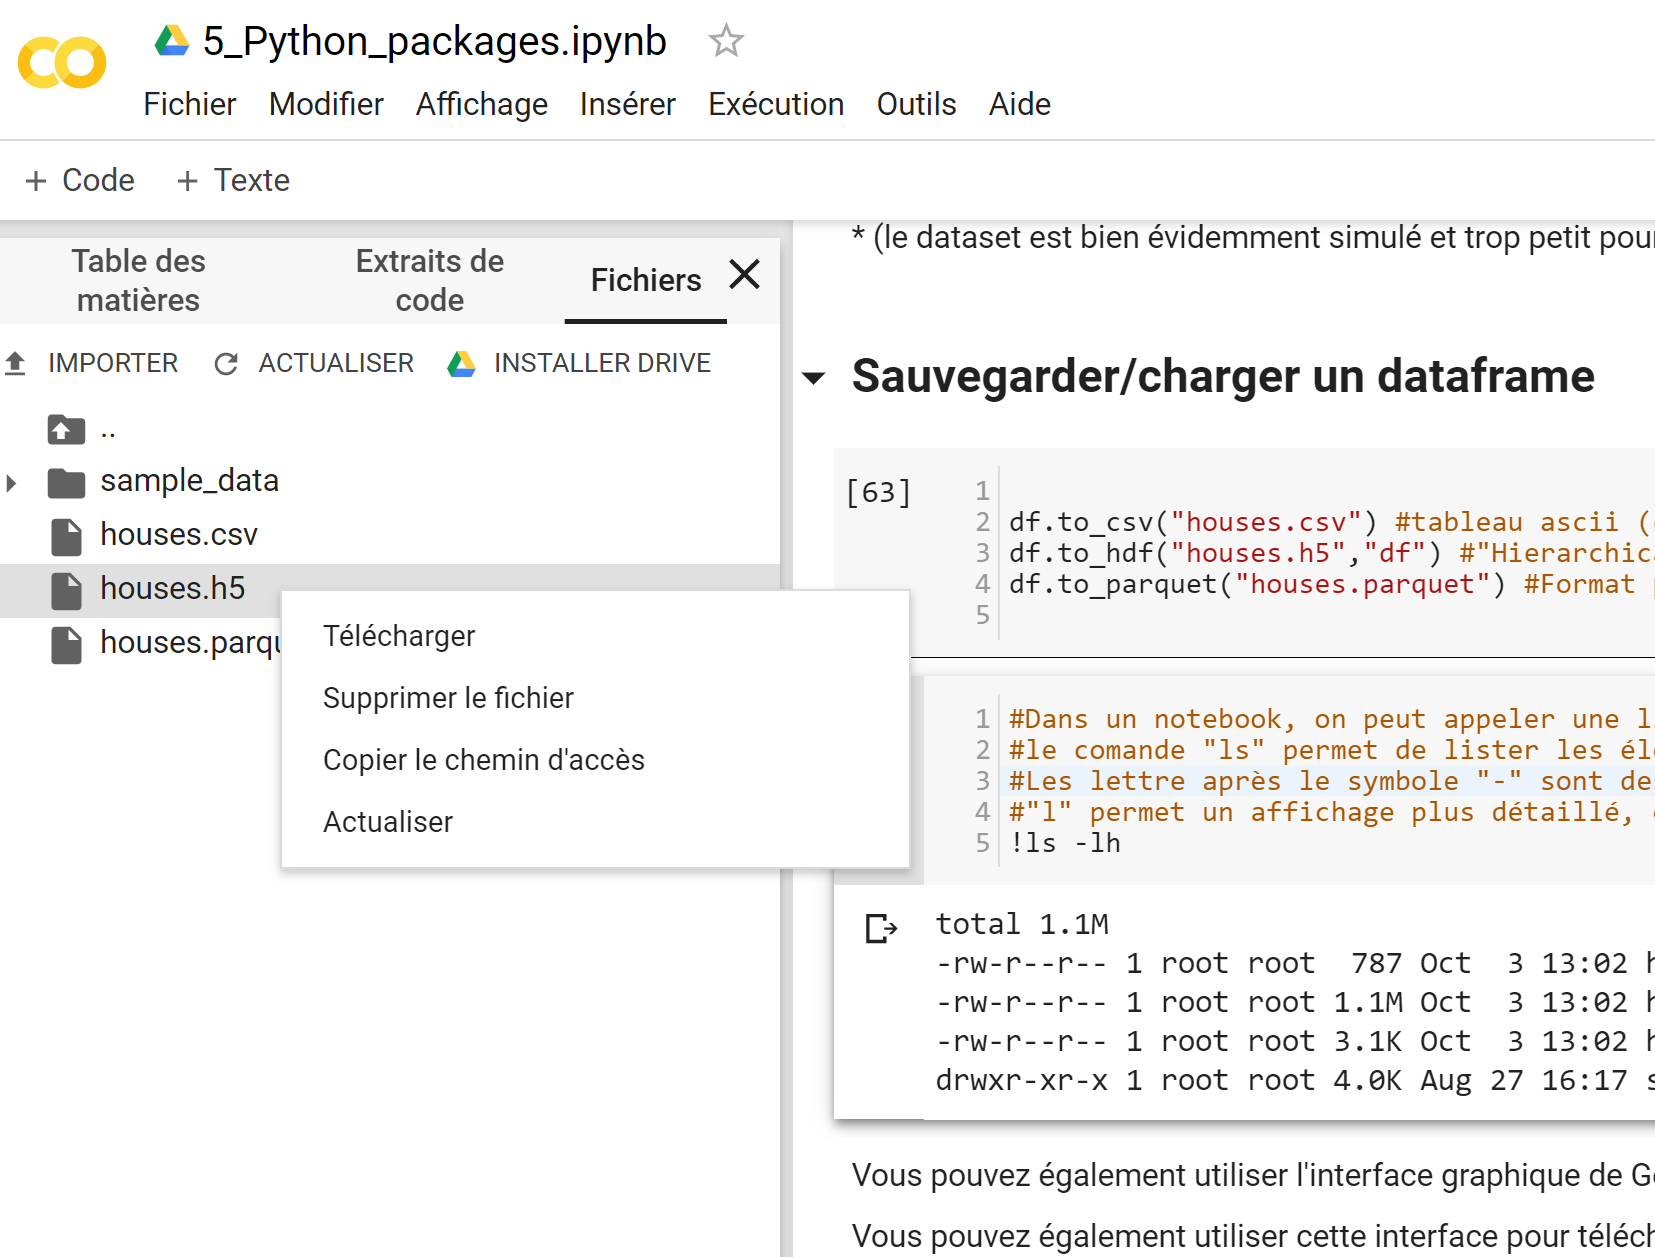 5_Python_packages.ipynb
Fichier Modifier Affichage Insérer Exécution Outils Aide
+ Code + Texte
Table des matières
Extraits de code
Fichiers
IMPORTER ACTUALISER INSTALLER DRIVE
..
sample_data
houses.csv
houses.h5
houses.parqu
Télécharger
Supprimer le fichier
Copier le chemin d'accès
Actualiser
* (le dataset est bien évidemment simulé et trop petit pour
Sauvegarder/charger un dataframe
[63]
1
2 df.to_csv("houses.csv") #tableau ascii (
3 df.to_hdf("houses.h5","df") #"Hierarchica
4 df.to_parquet("houses.parquet") #Format
5
1 #Dans un notebook, on peut appeler une
2 #le comande "ls" permet de lister les
3 #Les lettre après le symbole "-" sont de
4 #"l" permet un affichage plus détaillé,
5 !ls -lh
total 1.1M
-rw-r--r-- 1 root root 787 Oct 3 13:02
-rw-r--r-- 1 root root 1.1M Oct 3 13:02
-rw-r--r-- 1 root root 3.1K Oct 3 13:02
drwxr-xr-x 1 root root 4.0K Aug 27 16:17
Vous pouvez également utiliser l'interface graphique de
Vous pouvez également utiliser cette interface pour téléch